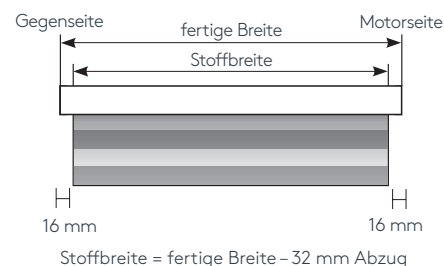 Gegenseite Motorseite
fertige Breite
Stoffbreite
16 mm 16 mm
Stoffbreite = fertige Breite – 32 mm Abzug